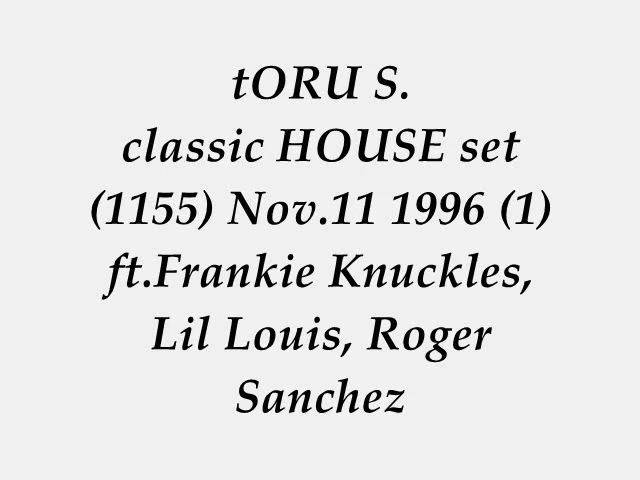 tORU S.
classic HOUSE set
(1155) Nov.11 1996 (1)
ft.Frankie Knuckles,
Lil Louis, Roger
Sanchez